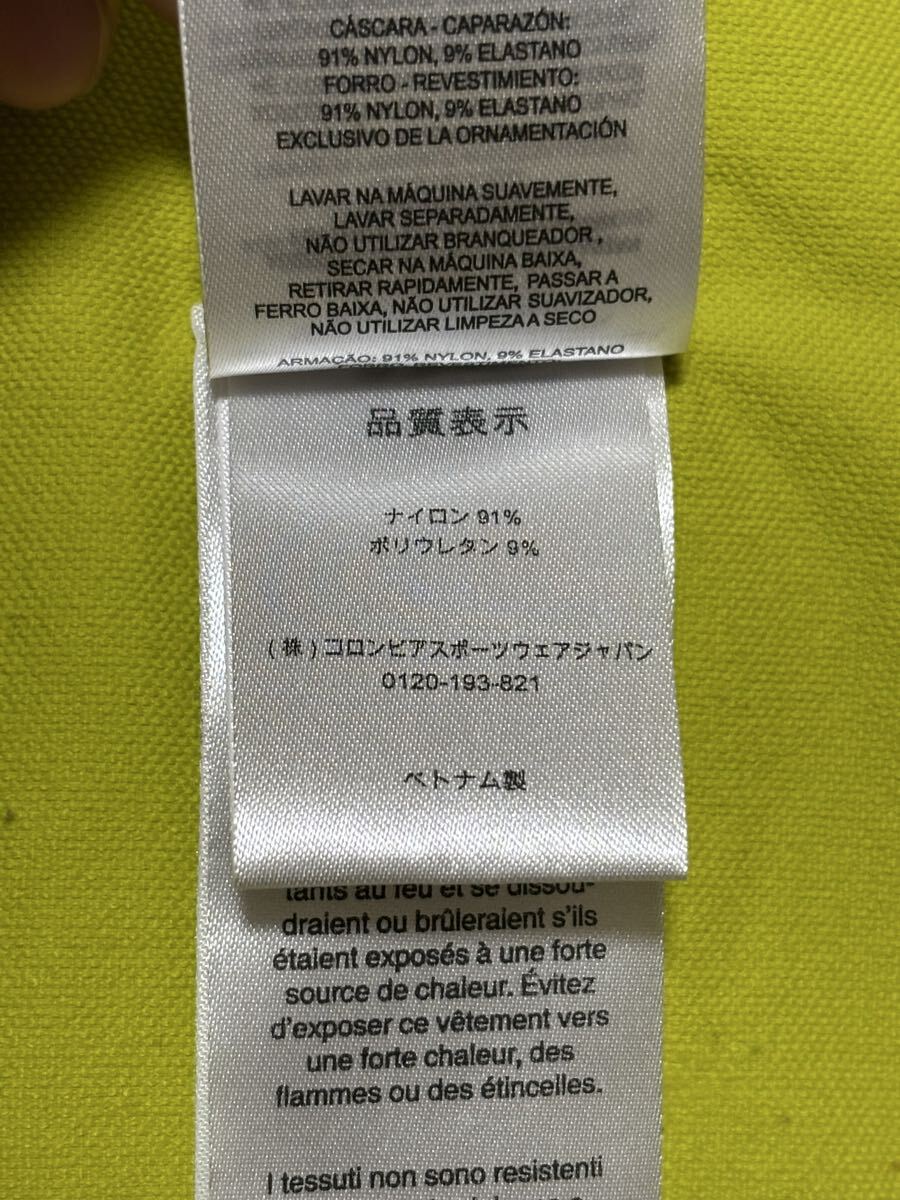 CÁSCARA - CAPARAZÓN:
91% NYLON, 9% ELASTANO
FORRO - REVESTIMIENTO:
91% NYLON, 9% ELASTANO
EXCLUSIVO DE LA ORNAMENTACIÓN
LAVAR NA MÁQUINA SUAVEMENTE,
LAVAR SEPARADAMENTE,
NÃO UTILIZAR BRANQUEADOR ,
SECAR NA MÁQUINA BAIXA,
RETIRAR RAPIDAMENTE, PASSAR A
FERRO BAIXA, NÃO UTILIZAR SUAVIZADOR,
NÃO UTILIZAR LIMPEZA A SECO
ARMAÇÃO: 91% NYLON, 9% ELASTANO
品質表示
ナイロン 91%
ポリウレタン 9%
(株)コロンビアスポーツウェアジャパン
0120-193-821
ベトナム製
tants au feu et se dissou-
draient ou brûleraient s'ils
étaient exposés à une forte
source de chaleur. Évitez
d'exposer ce vêtement vers
une forte chaleur, des
flammes ou des étincelles.
I tessuti non sono resistenti